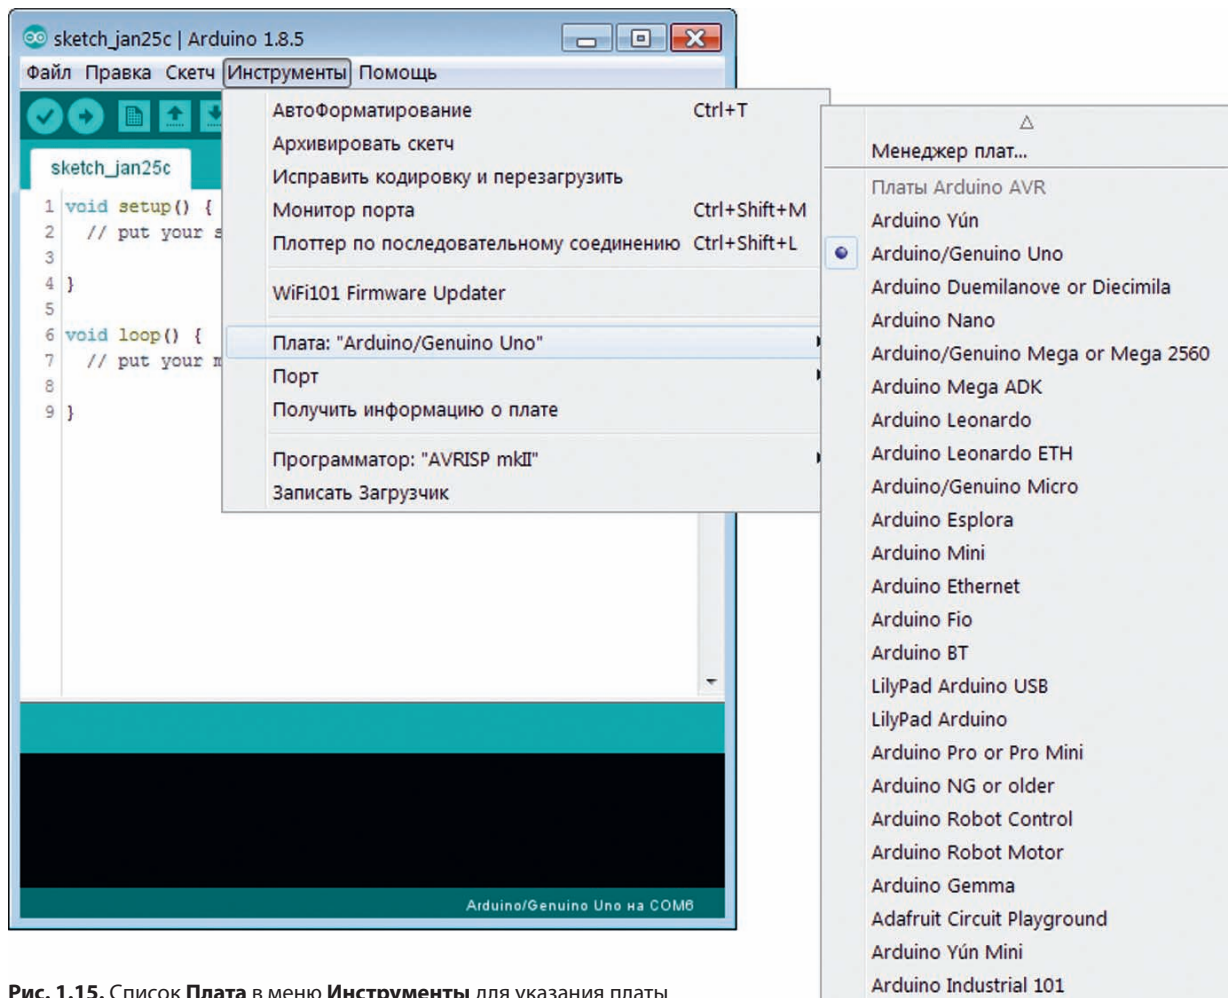 sketch_jan25c | Arduino 1.8.5
Файл Правка Скетч Инструменты Помощь
sketch_jan25c
1 void setup() {
2 // put your s
3
4 }
5
6 void loop() {
7 // put your
8
9 }
АвтоФорматирование Ctrl+T
Архивировать скетч
Исправить кодировку и перезагрузить
Монитор порта Ctrl+Shift+M
Плоттер по последовательному соединению Ctrl+Shift+L
WiFi101 Firmware Updater
Плата: "Arduino/Genuino Uno"
Порт
Получить информацию о плате
Программатор: "AVRISP mkII"
Записать Загрузчик
Менеджер плат...
Платы Arduino AVR
Arduino Yún
Arduino/Genuino Uno
Arduino Duemilanove or Diecimila
Arduino Nano
Arduino/Genuino Mega or Mega 2560
Arduino Mega ADK
Arduino Leonardo
Arduino Leonardo ETH
Arduino/Genuino Micro
Arduino Esplora
Arduino Mini
Arduino Ethernet
Arduino Fio
Arduino BT
LilyPad Arduino USB
LilyPad Arduino
Arduino Pro or Pro Mini
Arduino NG or older
Arduino Robot Control
Arduino Robot Motor
Arduino Gemma
Adafruit Circuit Playground
Arduino Yún Mini
Arduino Industrial 101
Arduino/Genuino Uno на COM6
Рис. 1.15. Список Плата в меню Инструменты для указания платы